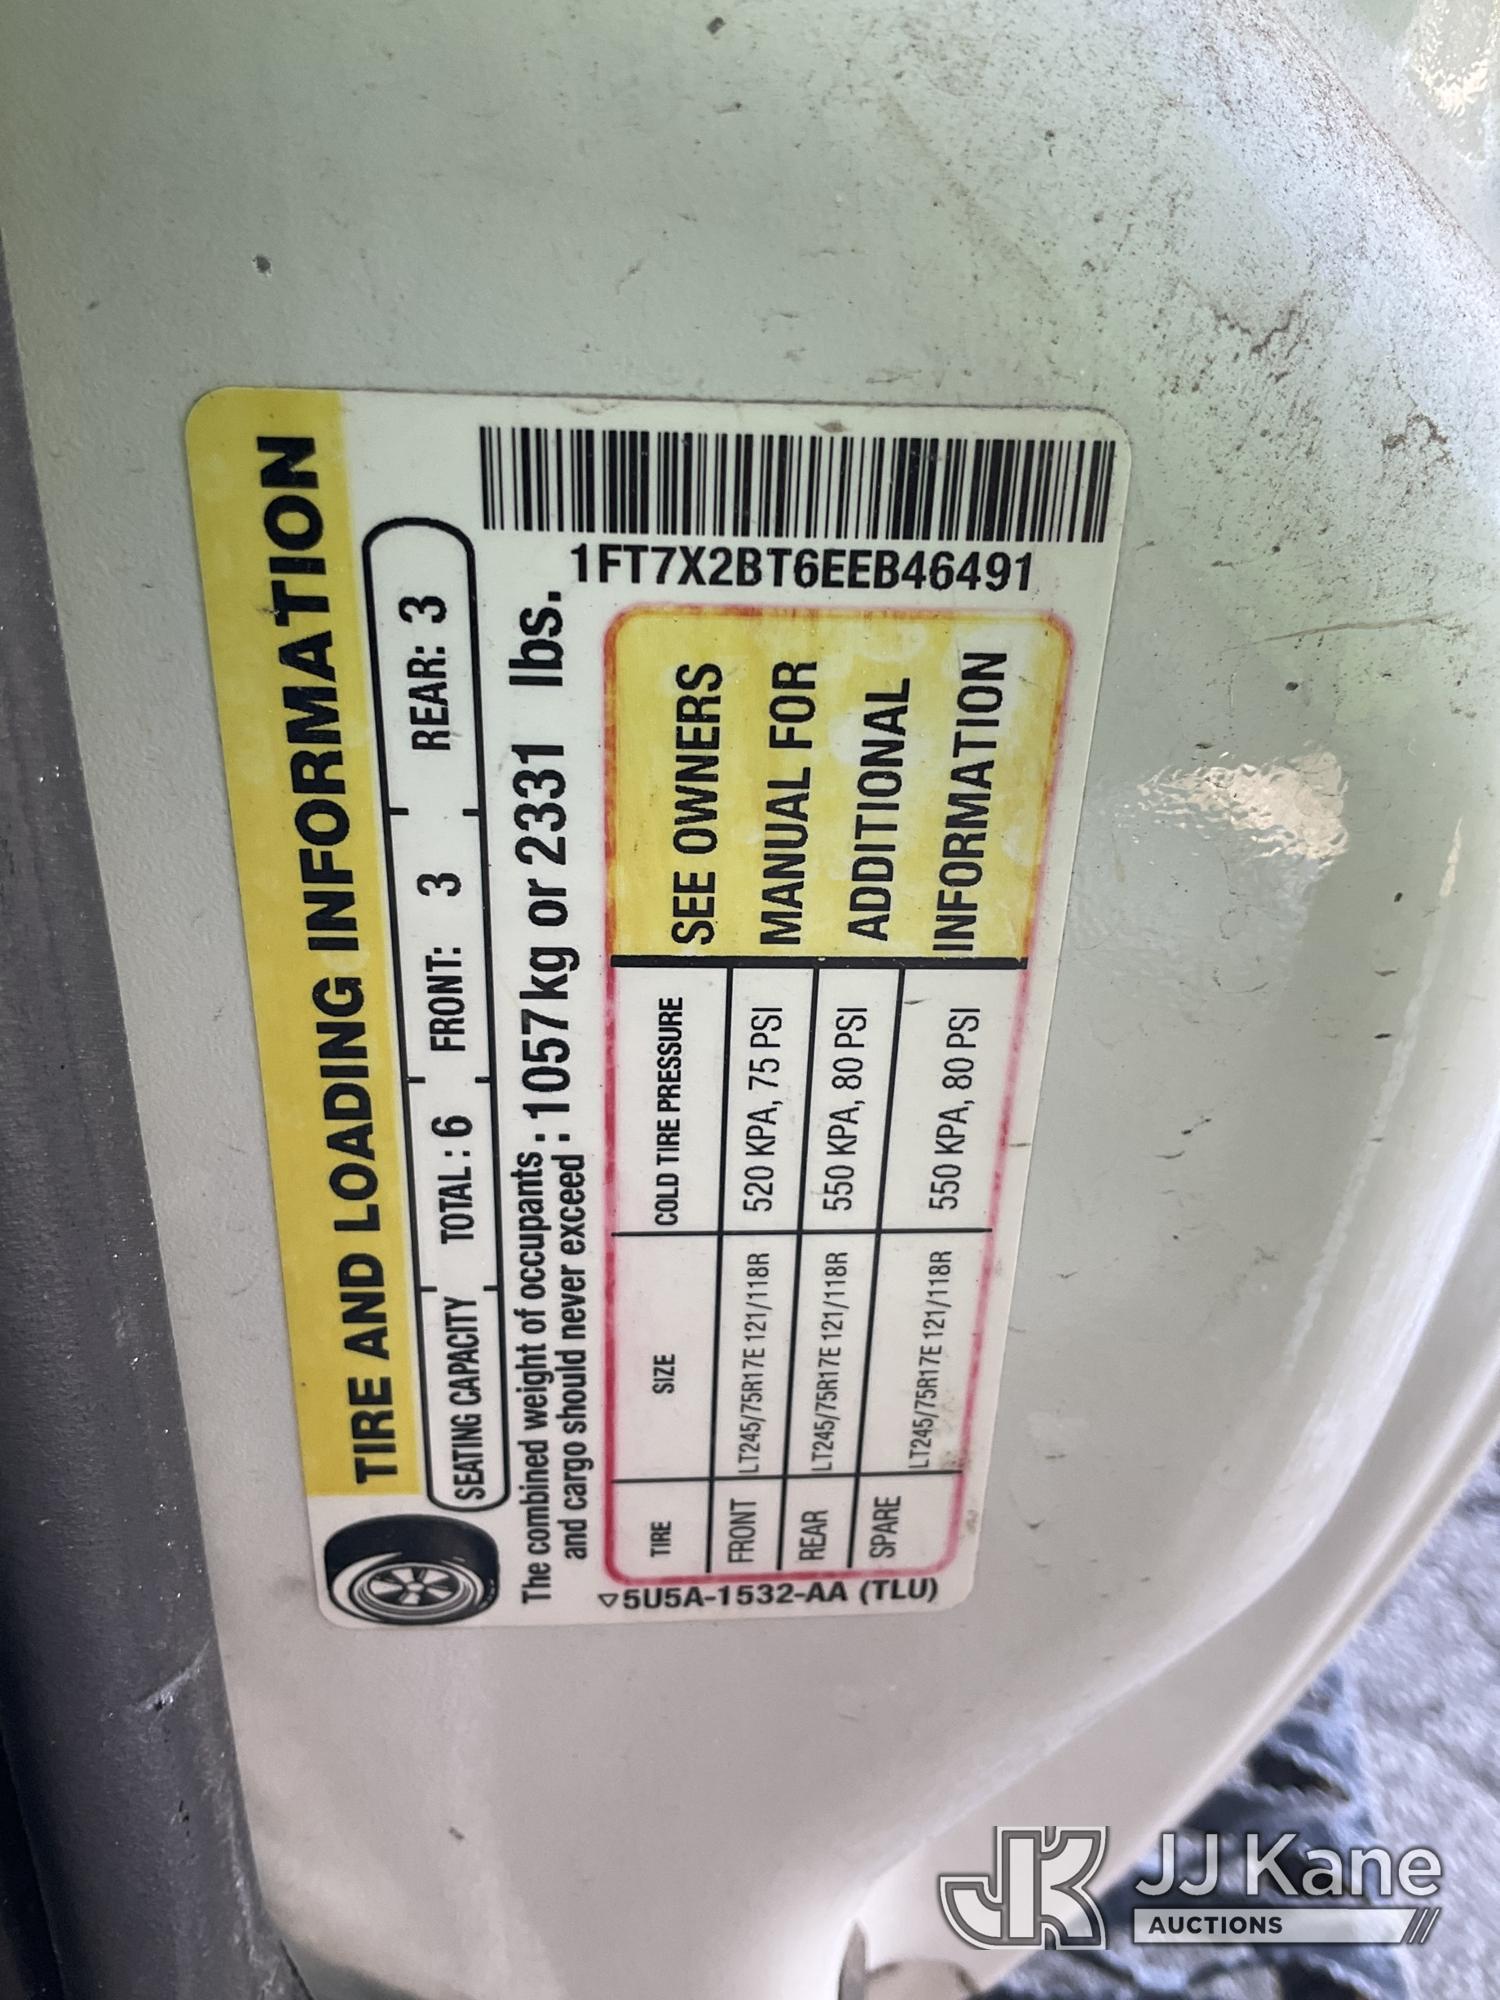 TIRE AND LOADING INFORMATION
SEATING CAPACITY TOTAL : 6 FRONT: 3 REAR: 3
The combined weight of occupants : 1057kg or 2331 lbs.
and cargo should never exceed :
TIRE SIZE COLD TIRE PRESSURE
FRONT LT245/75R17E 121/118R 520 KPA, 75 PSI
REAR LT245/75R17E 121/118R 550 KPA, 80 PSI
SPARE LT245/75R17E 121/118R 550 KPA, 80 PSI
SEE OWNERS
MANUAL FOR
ADDITIONAL
INFORMATION
1FT7X2BT6EEB46491
5U5A-1532-AA (TLU)
JK
JJ Kane
AUCTIONS